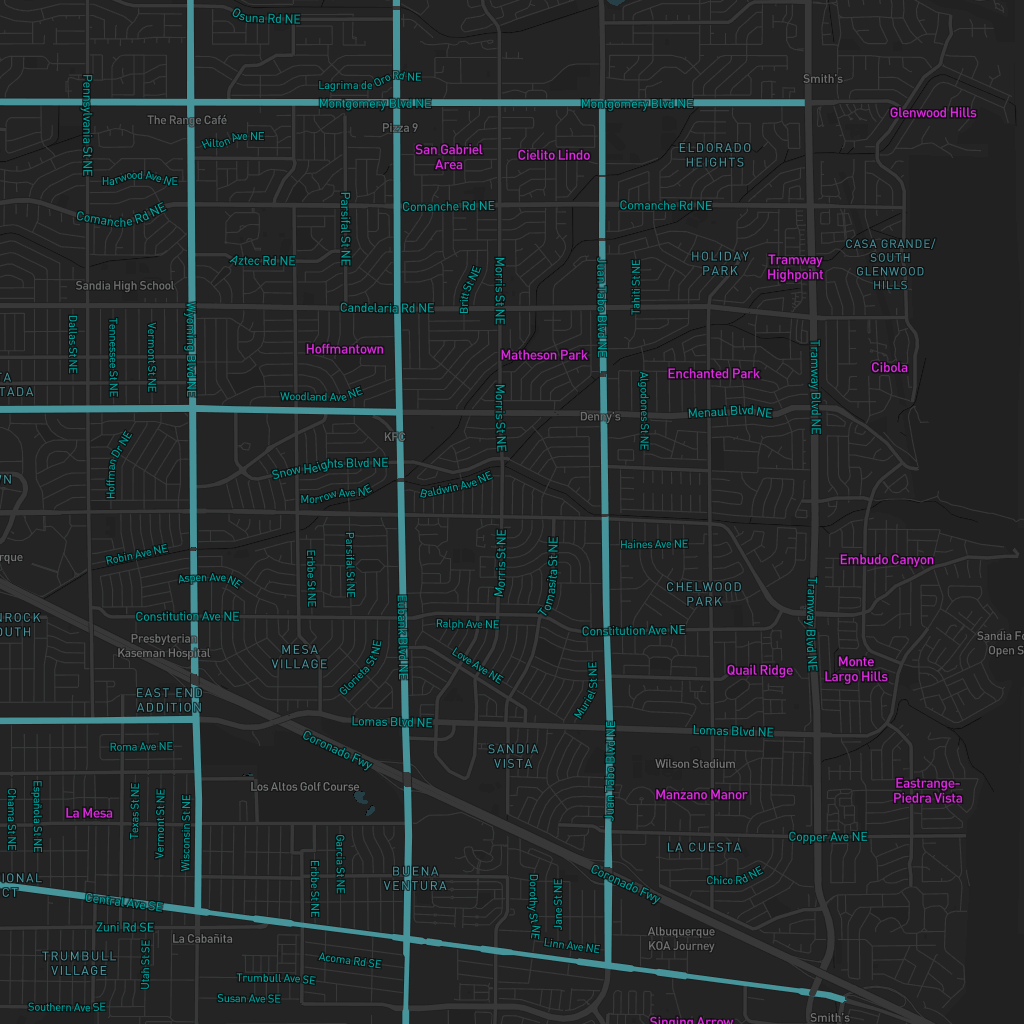 Osuna Rd NE
Lagrima de Oro Rd NE
Smith's
Montgomery Blvd NE
Montgomery Blvd NE
Glenwood Hills
Pennsylvania St NE
The Range Café
Pizza 9
Hilton Ave NE
San Gabriel
Area
Cielito Lindo
ELDORADO
HEIGHTS
Harwood Ave NE
Comanche Rd NE
Parsifal St NE
Comanche Rd NE
Comanche Rd NE
Aztec Rd NE
HOLIDAY
PARK
Tramway
Highpoint
CASA GRANDE/
SOUTH
GLENWOOD
HILLS
Sandia High School
Britt St NE
Morris St NE
Juan Tabo Blvd NE
Tahiti St NE
Candelaria Rd NE
Dallas St NE
Tennessee St NE
Vermont St NE
Wyoming Blvd NE
Hoffmantown
Matheson Park
Enchanted Park
Tramway Blvd NE
Cibola
TA
TADA
Woodland Ave NE
Morris St NE
Denny's
Algodones St NE
Menaul Blvd NE
KFC
Hoffman Dr NE
Snow Heights Blvd NE
Morrow Ave NE
Baldwin Ave NE
WN
Robin Ave NE
Erbbe St NE
Parsifal St NE
Morris St NE
Tomasita St NE
Haines Ave NE
Embudo Canyon
rque
Aspen Ave NE
CHELWOOD
PARK
Tramway Blvd NE
Constitution Ave NE
Eubank Blvd NE
Ralph Ave NE
Constitution Ave NE
NROCK
OUTH
Presbyterian
Kaseman Hospital
MESA
VILLAGE
Glorieta St NE
Love Ave NE
Muriel St NE
Quail Ridge
Monte
Largo Hills
Sandia Fo
Open S
EAST END
ADDITION
Lomas Blvd NE
Lomas Blvd NE
Roma Ave NE
Coronado Fwy
SANDIA
VISTA
Juan Tabo Blvd NE
Wilson Stadium
Los Altos Golf Course
Manzano Manor
Eastrange-
Piedra Vista
Chama St NE
Española St NE
La Mesa
Texas St NE
Vermont St NE
Wisconsin St NE
Copper Ave NE
LA CUESTA
Garcia St NE
Erbbe St NE
BUENA
VENTURA
Dorothy St NE
Jane St NE
Coronado Fwy
Chico Rd NE
IONAL
CT
Central Ave SE
Zuni Rd SE
La Cabañita
Linn Ave NE
Albuquerque
KOA Journey
TRUMBULL
VILLAGE
Utah St SE
Acoma Rd SE
Trumbull Ave SE
Susan Ave SE
Southern Ave SE
Singing Arrow
Smith's